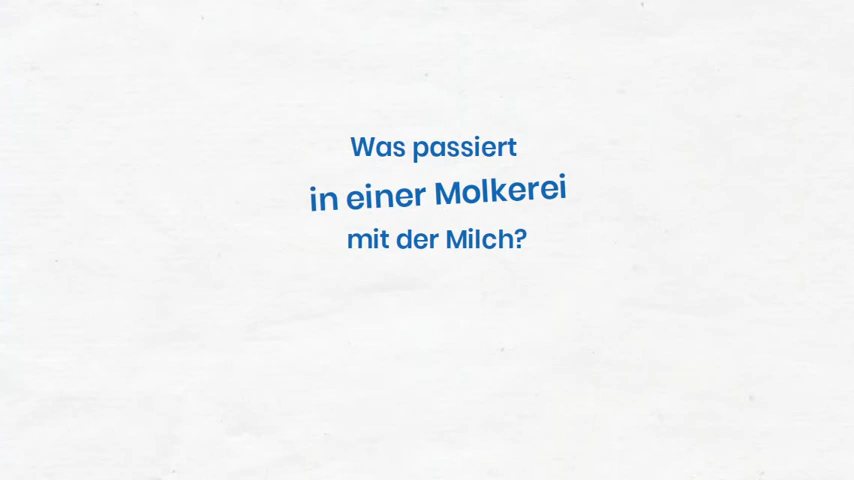 Was passiert
in einer Molkerei
mit der Milch?